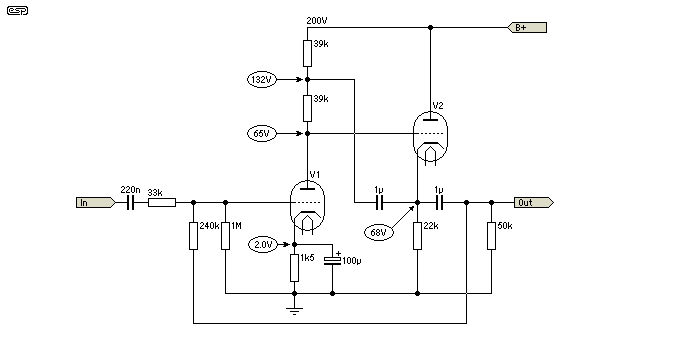 esp
200V
B+
39k
132V
39k
V2
65V
V1
220n
33k
1µ
1µ
In
Out
240k
1M
68V
22k
50k
2.0V
+
1k5
100µ